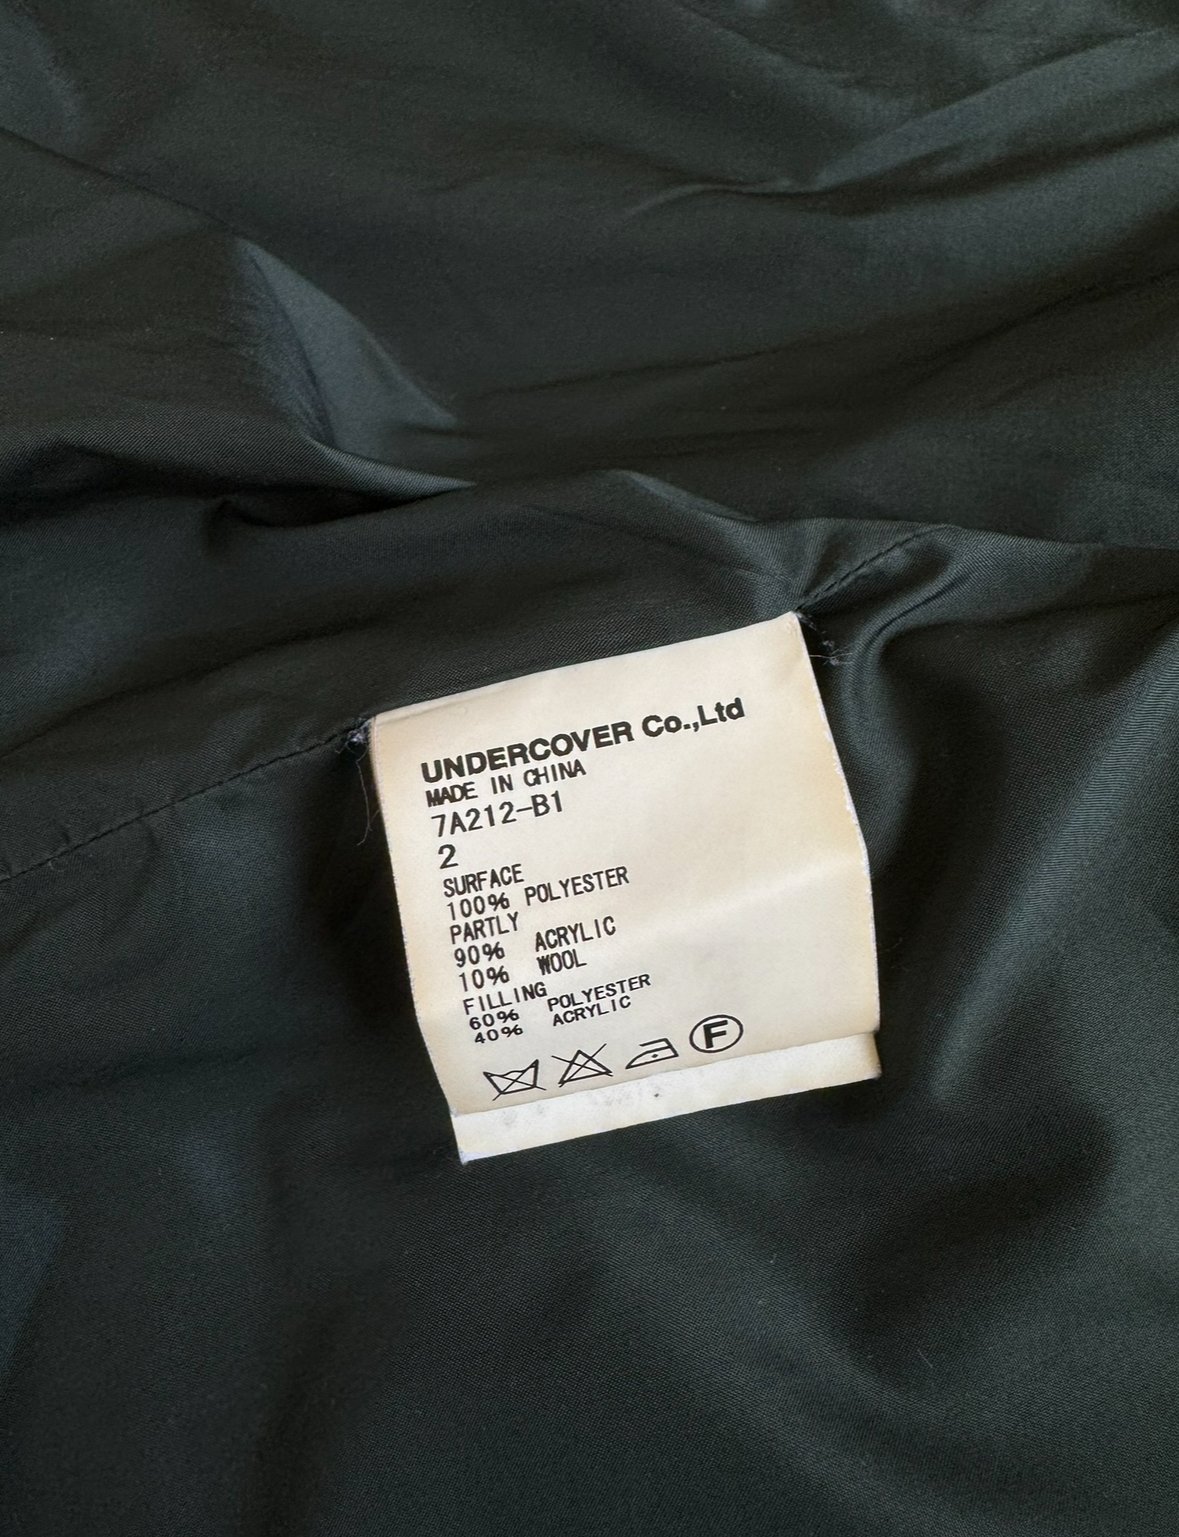 UNDERCOVER Co.,Ltd
MADE IN CHINA
7A212-B1
2
SURFACE
100% POLYESTER
PARTLY
90% ACRYLIC
10% WOOL
FILLING
60% POLYESTER
40% ACRYLIC
F